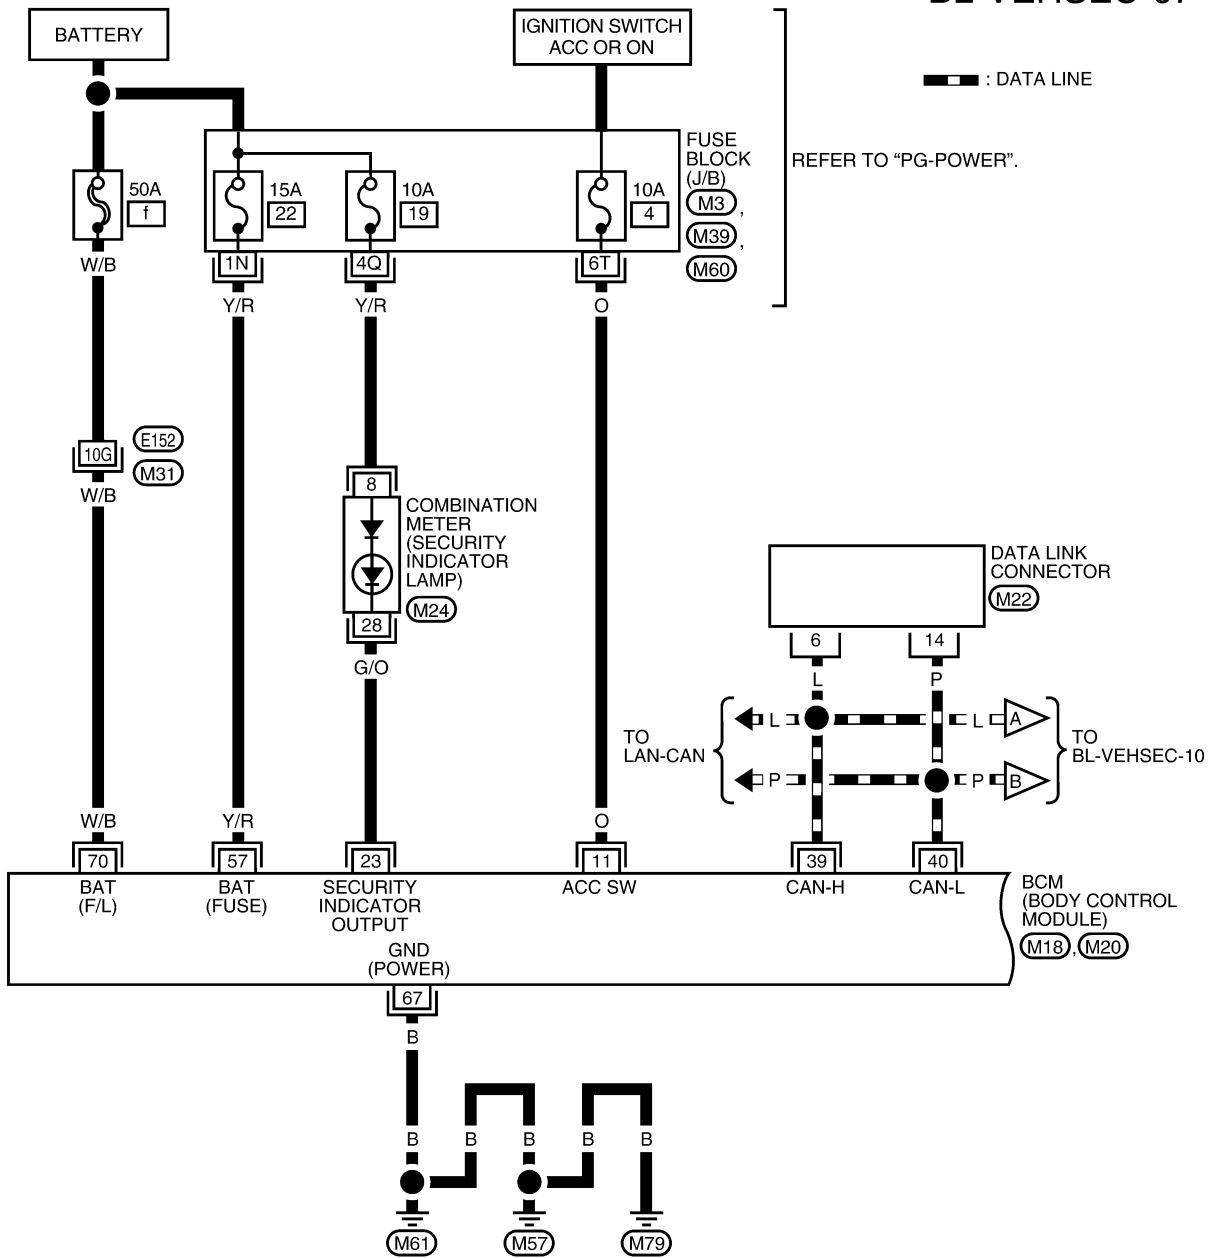 BATTERY
IGNITION SWITCH
ACC OR ON
: DATA LINE
FUSE
BLOCK
(J/B)
M3 ,
M39 ,
M60
REFER TO “PG-POWER”.
50A
f
15A
22
10A
19
10A
4
W/B
1N
4Q
6T
Y/R
Y/R
O
10G
E152
M31
W/B
8
COMBINATION
METER
(SECURITY
INDICATOR
LAMP)
M24
28
G/O
DATA LINK
CONNECTOR
M22
6
14
L
P
TO
LAN-CAN
L
L
A
P
P
B
TO
BL-VEHSEC-10
W/B
Y/R
O
70
57
23
11
39
40
BAT
(F/L)
BAT
(FUSE)
SECURITY
INDICATOR
OUTPUT
ACC SW
CAN-H
CAN-L
BCM
(BODY CONTROL
MODULE)
M18 , M20
GND
(POWER)
67
B
B
B
B
B
B
M61
M57
M79